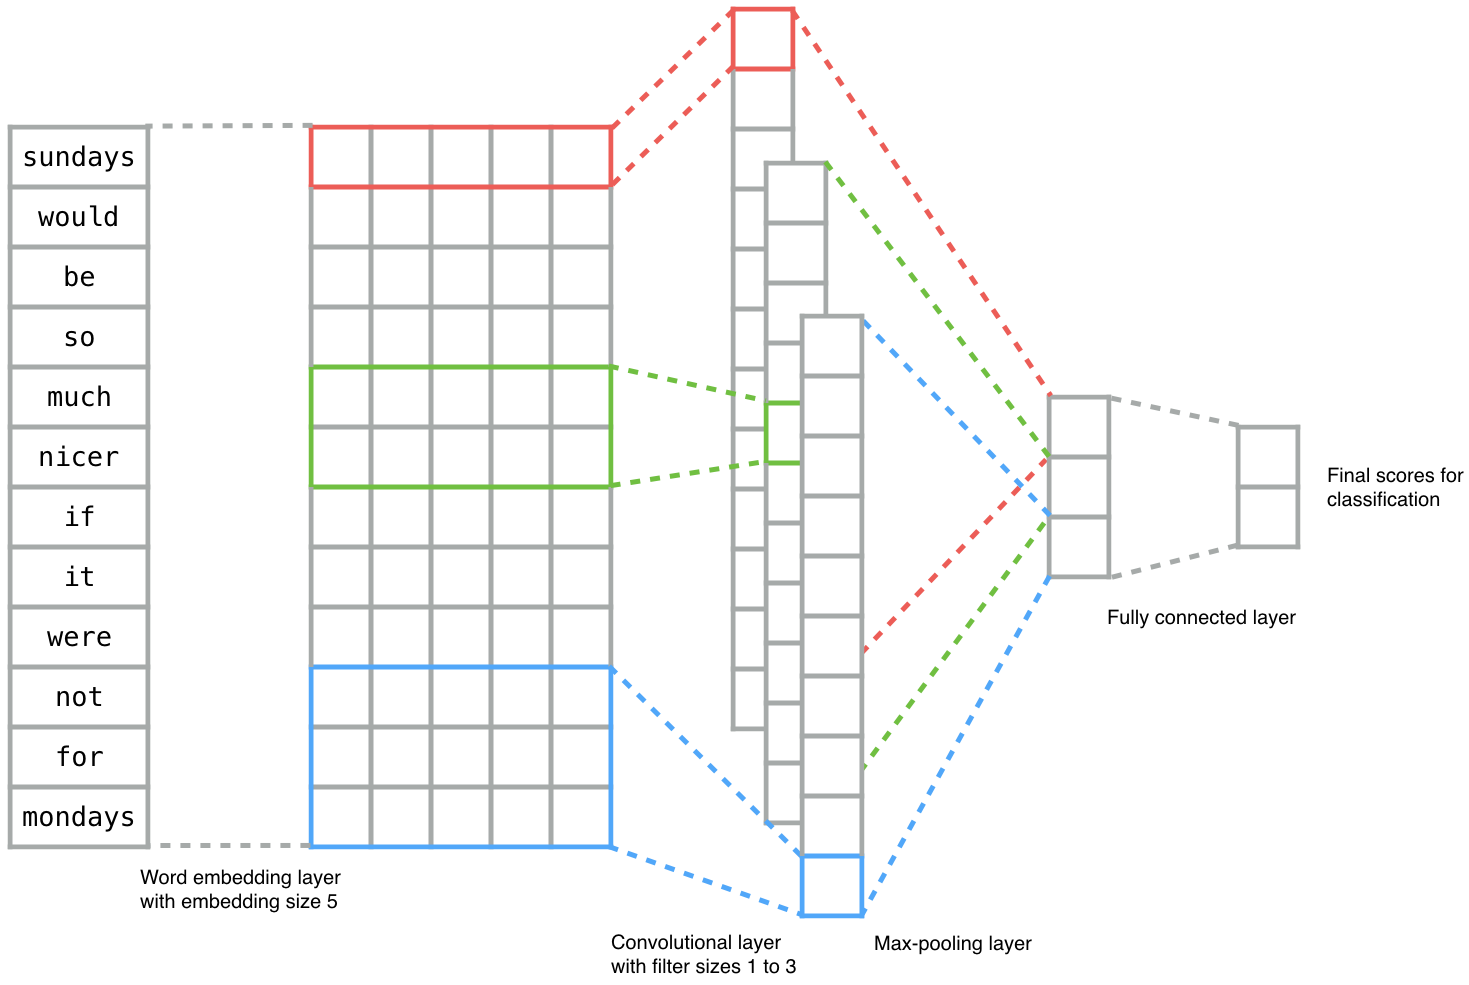 sundays
would
be
so
much
nicer
if
it
were
not
for
mondays
Word embedding layer
with embedding size 5
Convolutional layer
with filter sizes 1 to 3
Max-pooling layer
Fully connected layer
Final scores for
classification